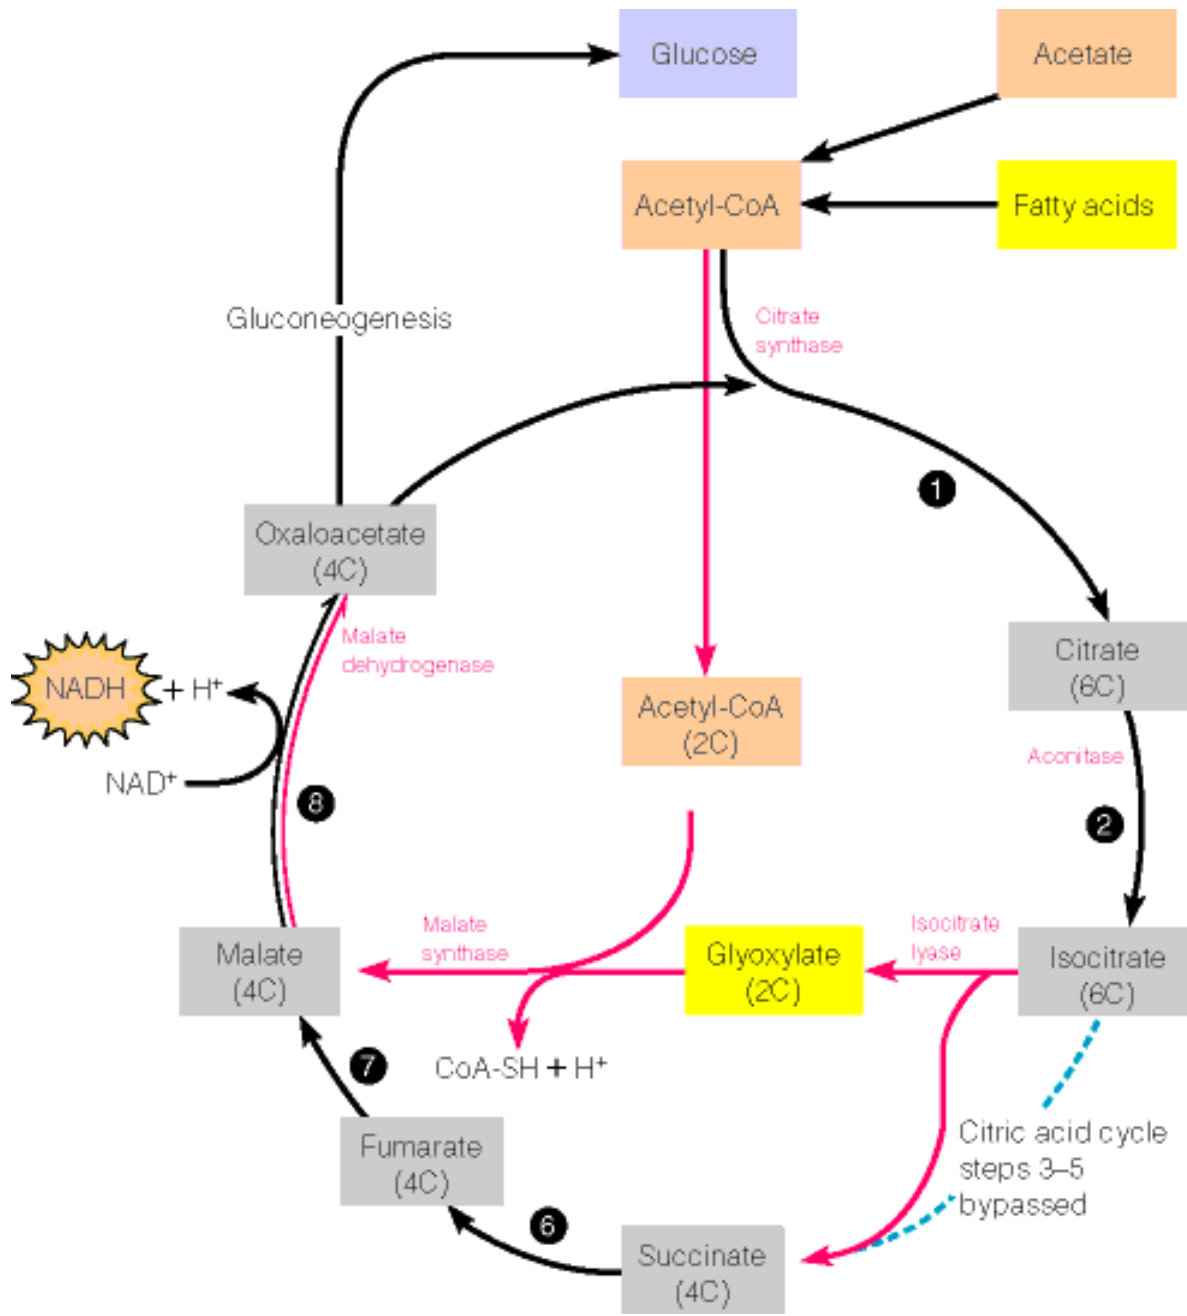 Glucose
Acetate
Acetyl-CoA
Fatty acids
Gluconeogenesis
Citrate
synthase
1
Oxaloacetate
(4C)
Malate
dehydrogenase
Citrate
(6C)
NADH + H⁺
Acetyl-CoA
(2C)
Aconitase
NAD⁺
8
2
Malate
synthase
Isocitrate
lyase
Malate
(4C)
Glyoxylate
(2C)
Isocitrate
(6C)
7
CoA-SH + H⁺
Fumarate
(4C)
Citric acid cycle
steps 3–5
bypassed
6
Succinate
(4C)